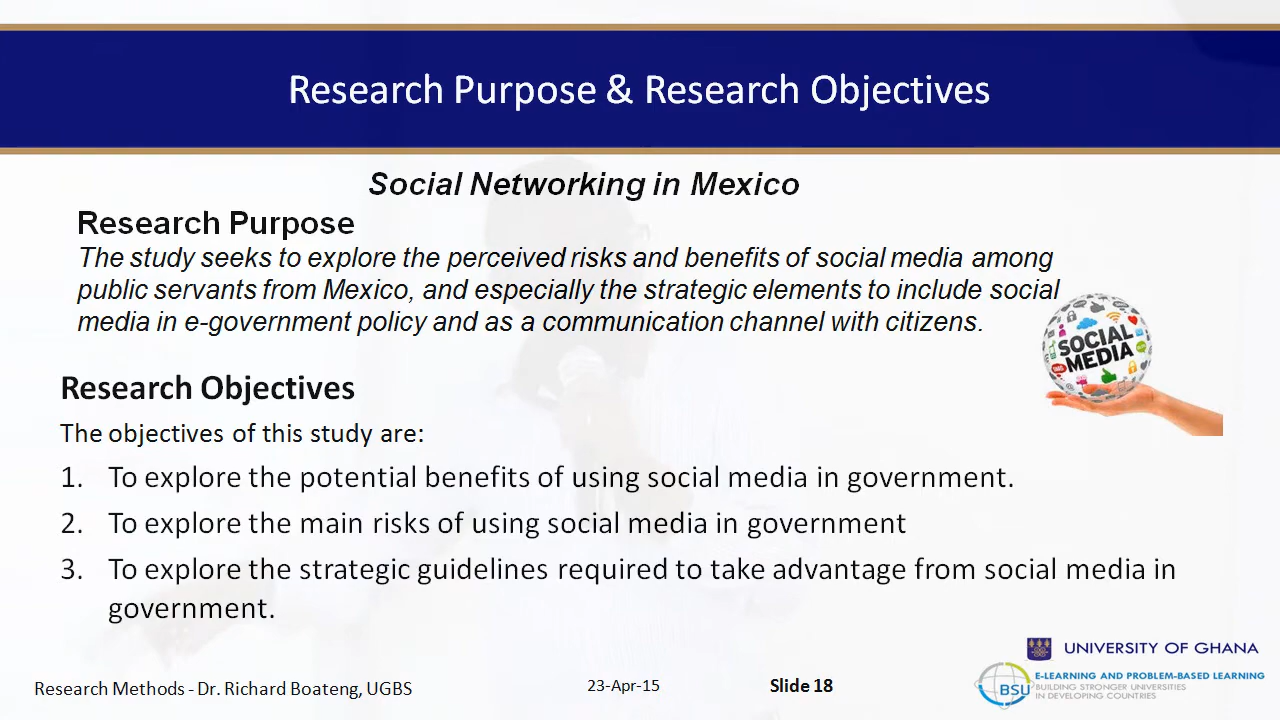 Research Purpose & Research Objectives
Social Networking in Mexico
Research Purpose
The study seeks to explore the perceived risks and benefits of social media among
public servants from Mexico, and especially the strategic elements to include social
media in e-government policy and as a communication channel with citizens.
SOCIAL
MEDIA
Research Objectives
The objectives of this study are:
1. To explore the potential benefits of using social media in government.
2. To explore the main risks of using social media in government
3. To explore the strategic guidelines required to take advantage from social media in
government.
UNIVERSITY OF GHANA
BSU
E-LEARNING AND PROBLEM-BASED LEARNING
BUILDING STRONGER UNIVERSITIES
IN DEVELOPING COUNTRIES
Research Methods - Dr. Richard Boateng, UGBS
23-Apr-15
Slide 18